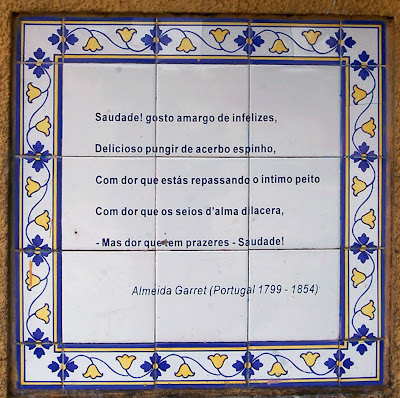 Saudade! gosto amargo de infelizes,
Delicioso pungir de acerbo espinho,
Com dor que estás repassando o intimo peito
Com dor que os seios d'alma dilacera,
- Mas dor que tem prazeres - Saudade!
Almeida Garret (Portugal 1799 - 1854)